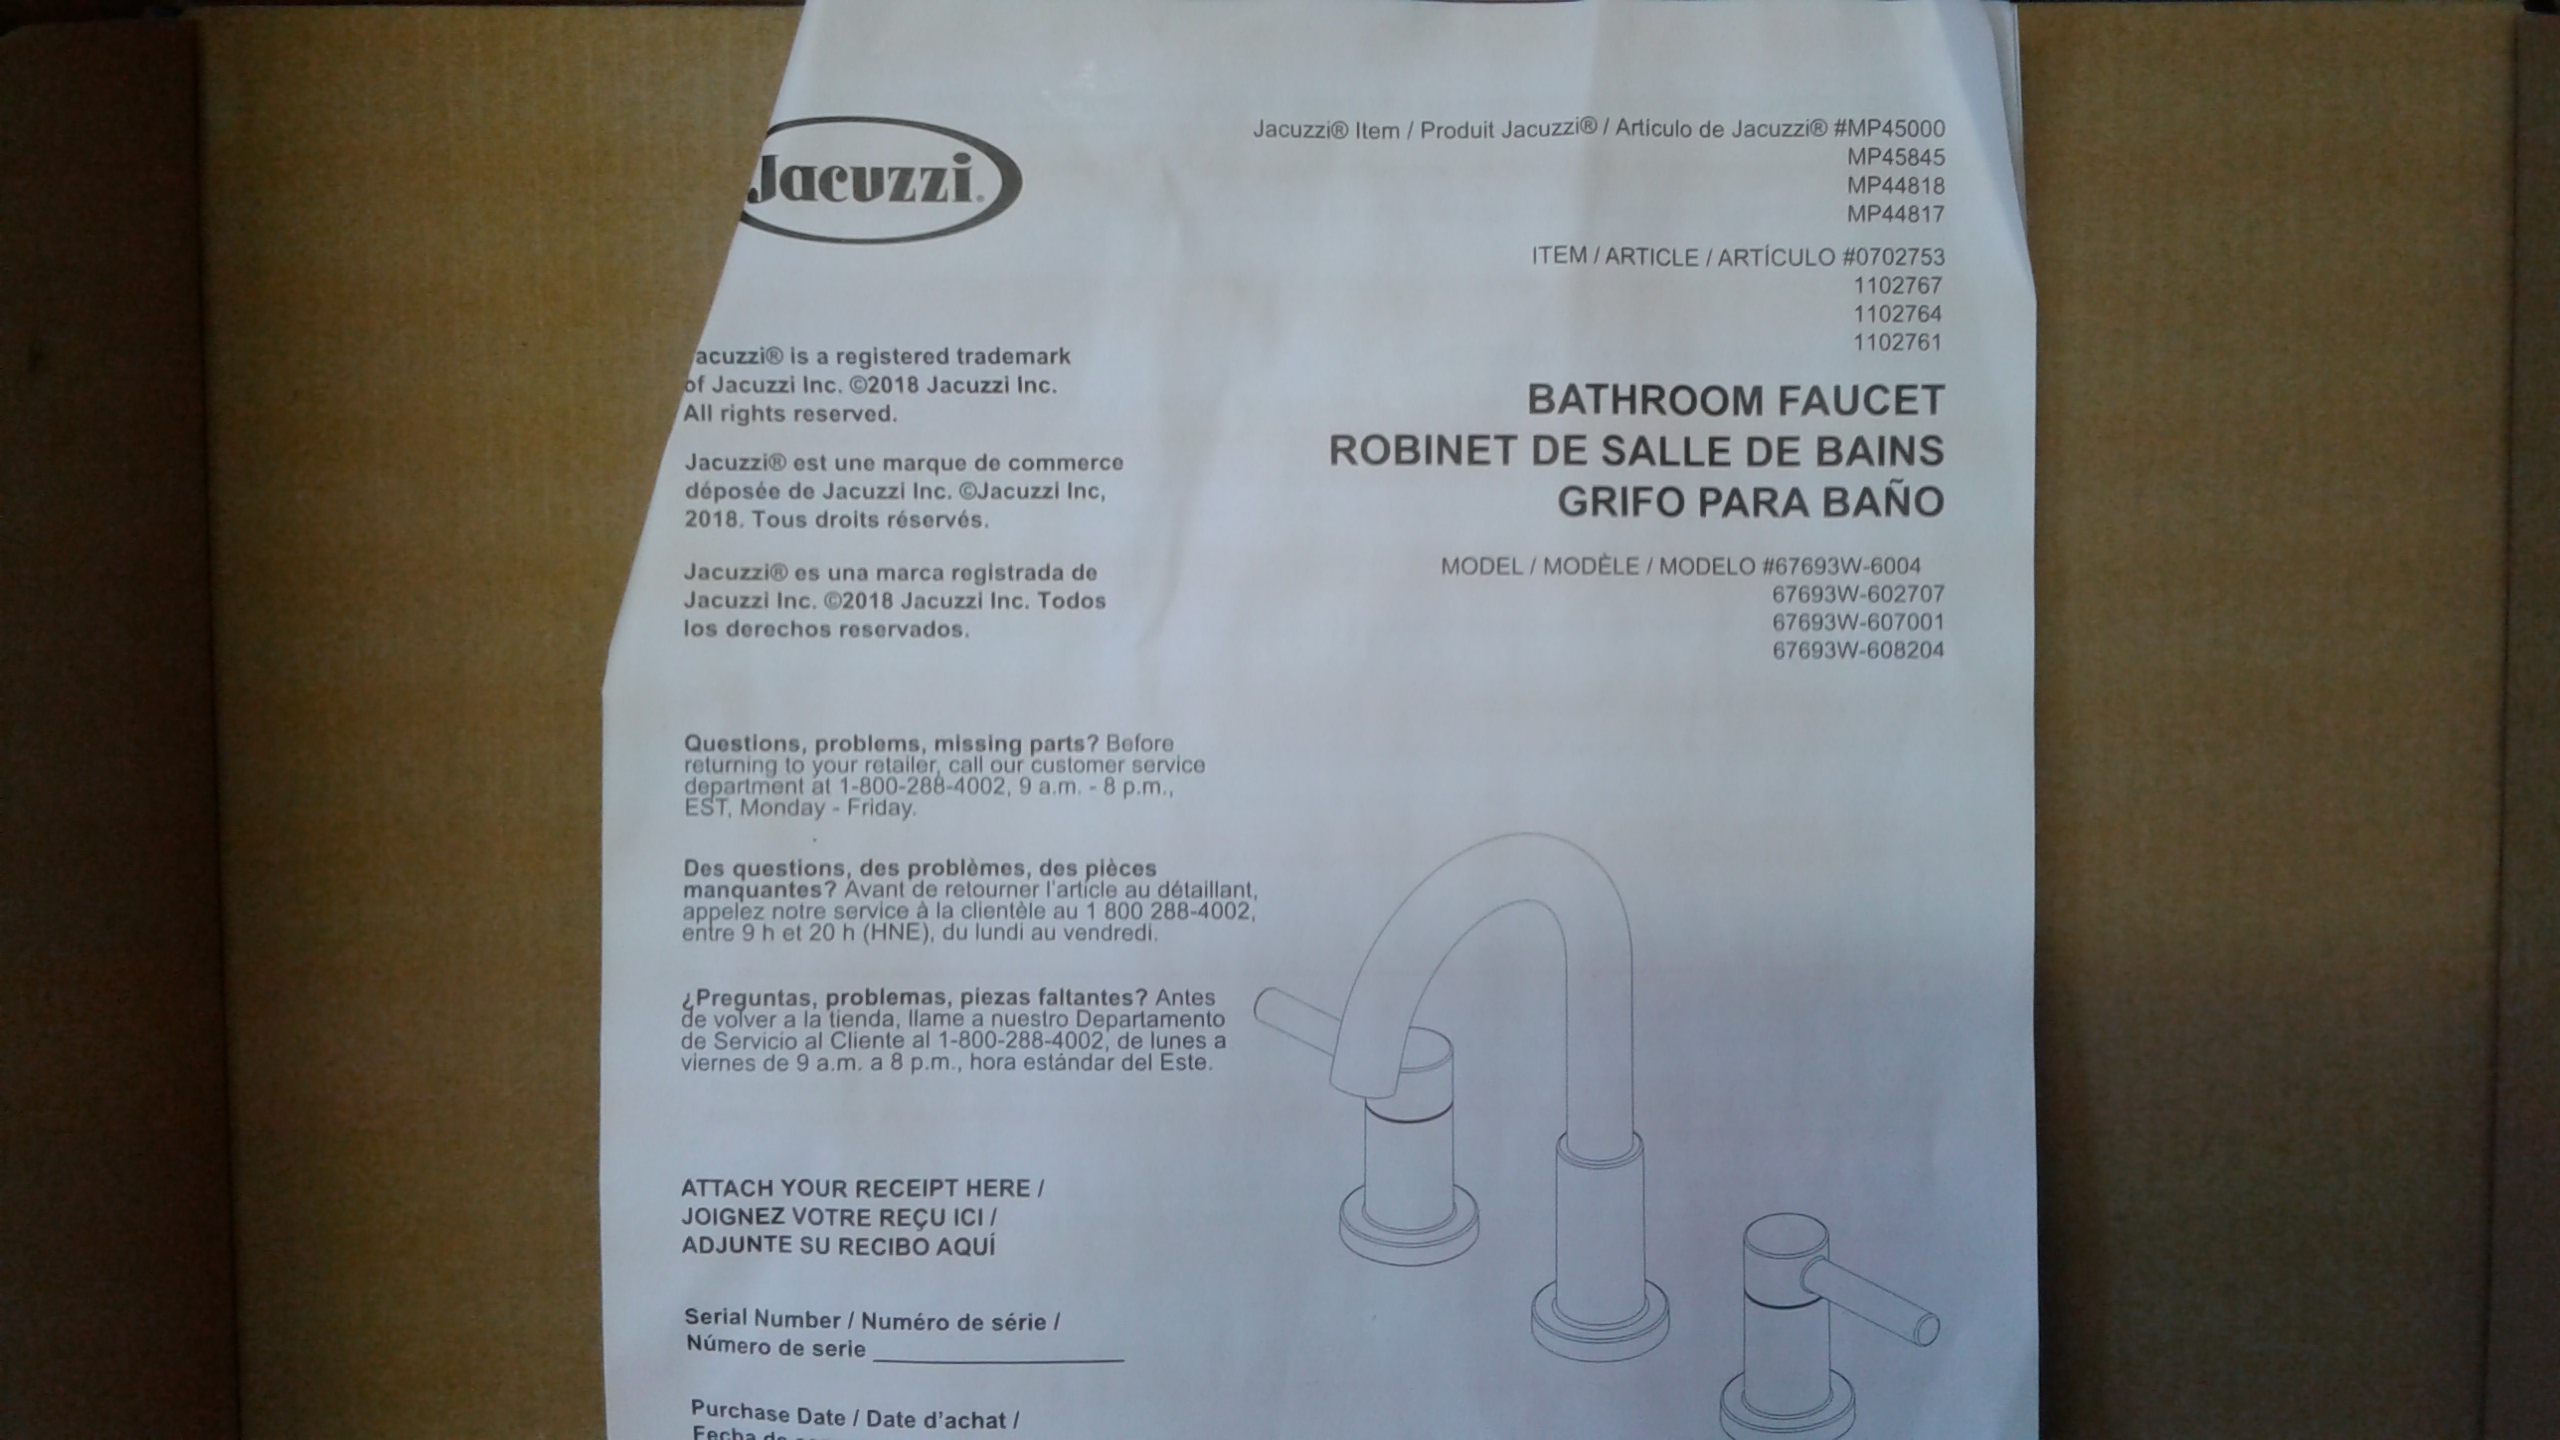 Jacuzzi®
Jacuzzi® Item / Produit Jacuzzi® / Artículo de Jacuzzi® #MP45000
MP45845
MP44818
MP44817
ITEM / ARTICLE / ARTÍCULO #0702753
1102767
1102764
1102761
BATHROOM FAUCET
ROBINET DE SALLE DE BAINS
GRIFO PARA BAÑO
MODEL / MODÈLE / MODELO #67693W-6004
67693W-602707
67693W-607001
67693W-608204
acuzzi® is a registered trademark
of Jacuzzi Inc. ©2018 Jacuzzi Inc.
All rights reserved.
Jacuzzi® est une marque de commerce
déposée de Jacuzzi Inc. ©Jacuzzi Inc,
2018. Tous droits réservés.
Jacuzzi® es una marca registrada de
Jacuzzi Inc. ©2018 Jacuzzi Inc. Todos
los derechos reservados.
Questions, problems, missing parts? Before
returning to your retailer, call our customer service
department at 1-800-288-4002, 9 a.m. - 8 p.m.,
EST, Monday - Friday.
Des questions, des problèmes, des pièces
manquantes? Avant de retourner l'article au détaillant,
appelez notre service à la clientèle au 1 800 288-4002,
entre 9 h et 20 h (HNE), du lundi au vendredi.
¿Preguntas, problemas, piezas faltantes? Antes
de volver a la tienda, llame a nuestro Departamento
de Servicio al Cliente al 1-800-288-4002, de lunes a
viernes de 9 a.m. a 8 p.m., hora estándar del Este.
ATTACH YOUR RECEIPT HERE /
JOIGNEZ VOTRE REÇU ICI /
ADJUNTE SU RECIBO AQUÍ
Serial Number / Numéro de série /
Número de serie
Purchase Date / Date d'achat /
Fecha de